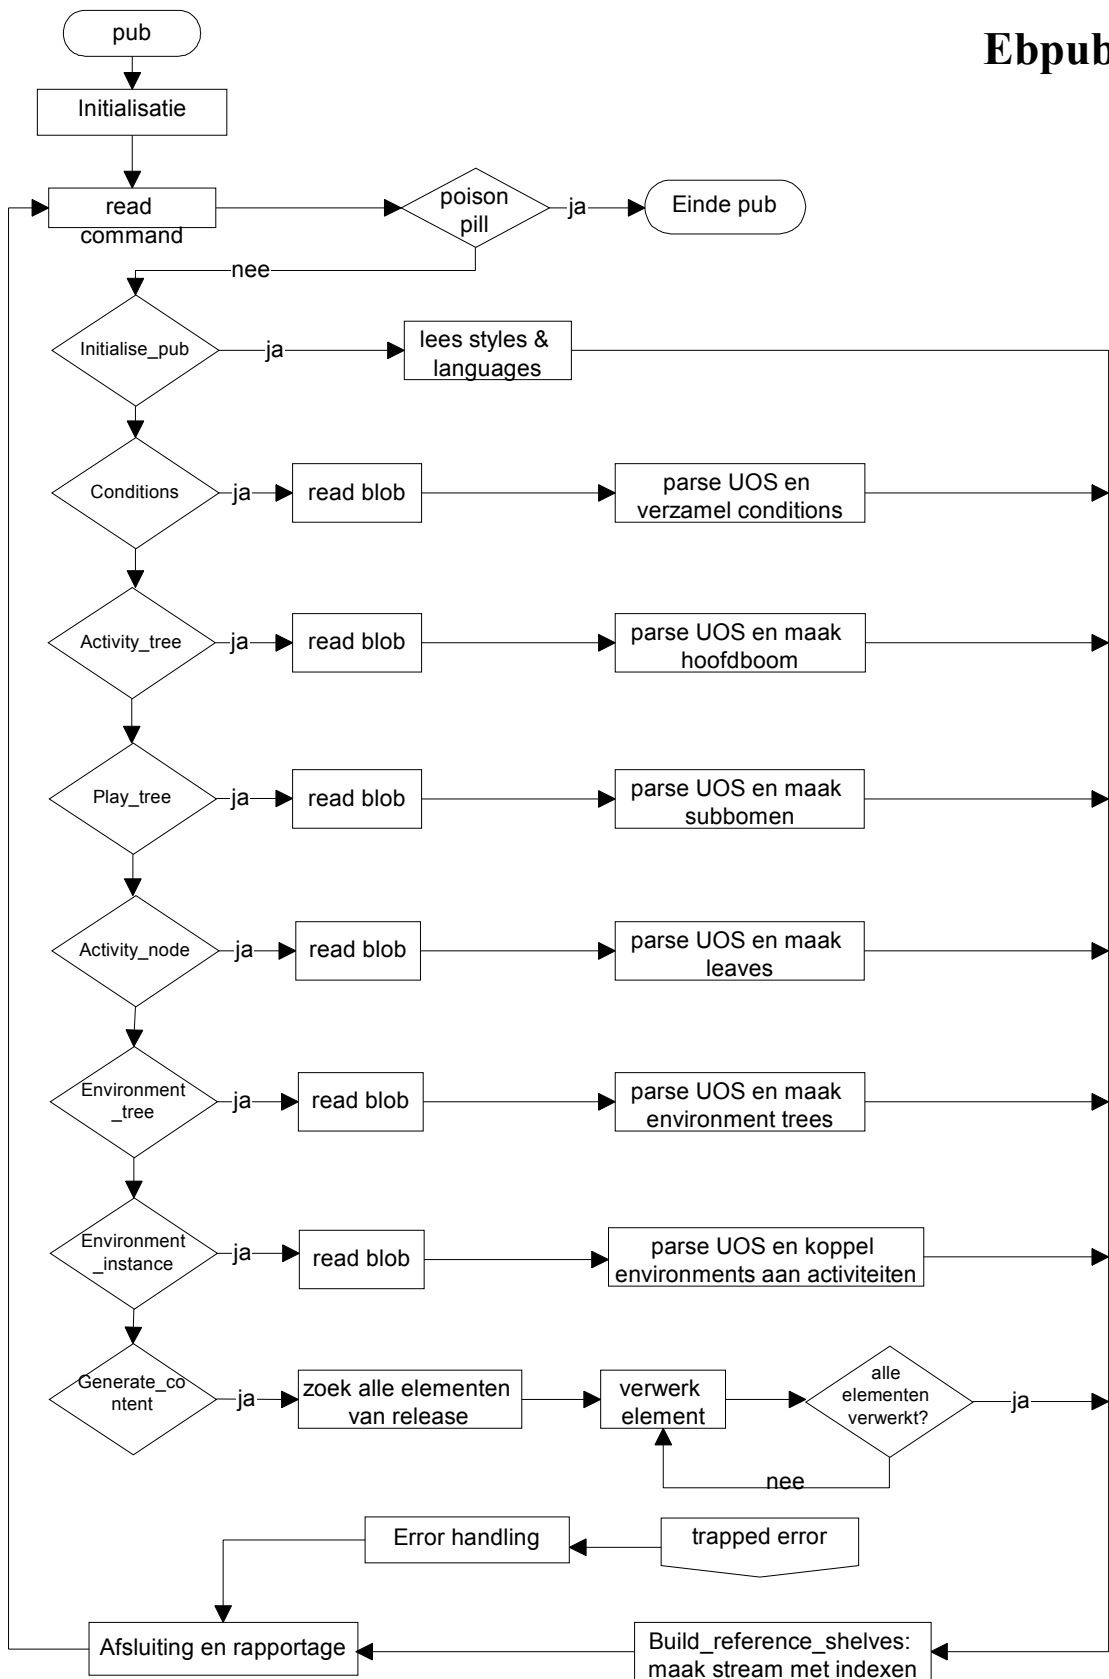 pub
Ebpub
Initialisatie
read
command
poison
pill
ja
Einde pub
nee
Initialise_pub
ja
lees styles &
languages
Conditions
ja
read blob
parse UOS en
verzamel conditions
Activity_tree
ja
read blob
parse UOS en maak
hoofdboom
Play_tree
ja
read blob
parse UOS en maak
subbomen
Activity_node
ja
read blob
parse UOS en maak
leaves
Environment
_tree
ja
read blob
parse UOS en maak
environment trees
Environment
_instance
ja
read blob
parse UOS en koppel
environments aan activiteiten
Generate_co
ntent
ja
zoek alle elementen
van release
verwerk
element
alle
elementen
verwerkt?
ja
nee
Error handling
trapped error
Afsluiting en rapportage
Build_reference_shelves:
maak stream met indexen